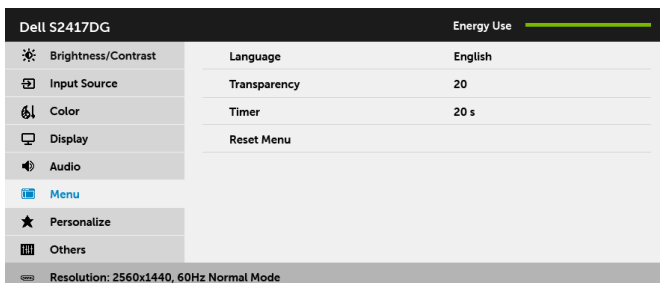 Dell S2417DG Energy Use
Brightness/Contrast Language English
Input Source Transparency 20
Color Timer 20 s
Display Reset Menu
Audio
Menu
Personalize
Others
Resolution: 2560x1440, 60Hz Normal Mode